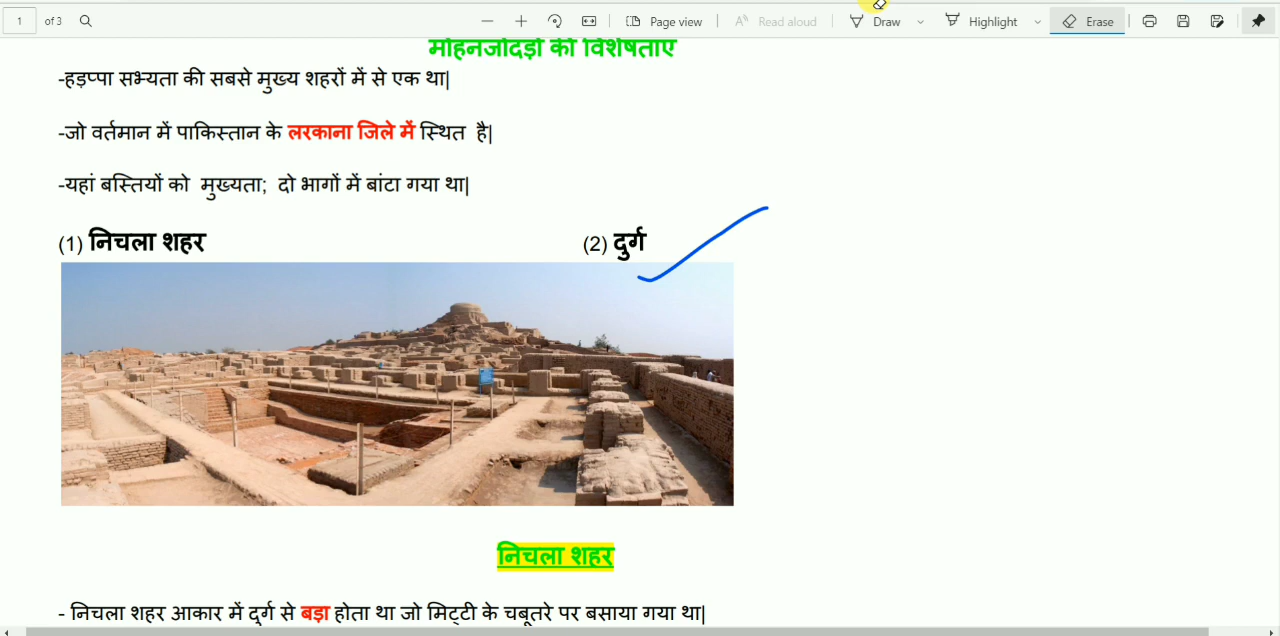 1 of 3 Page view Read aloud Draw Highlight Erase
मोहनजोदड़ो की विशेषताएं
-हड़प्पा सभ्यता की सबसे मुख्य शहरों में से एक था|
-जो वर्तमान में पाकिस्तान के लरकाना जिले में स्थित है|
-यहां बस्तियों को मुख्यता; दो भागों में बांटा गया था|
(1) निचला शहर (2) दुर्ग
निचला शहर
- निचला शहर आकार में दुर्ग से बड़ा होता था जो मिट्टी के चबूतरे पर बसाया गया था|